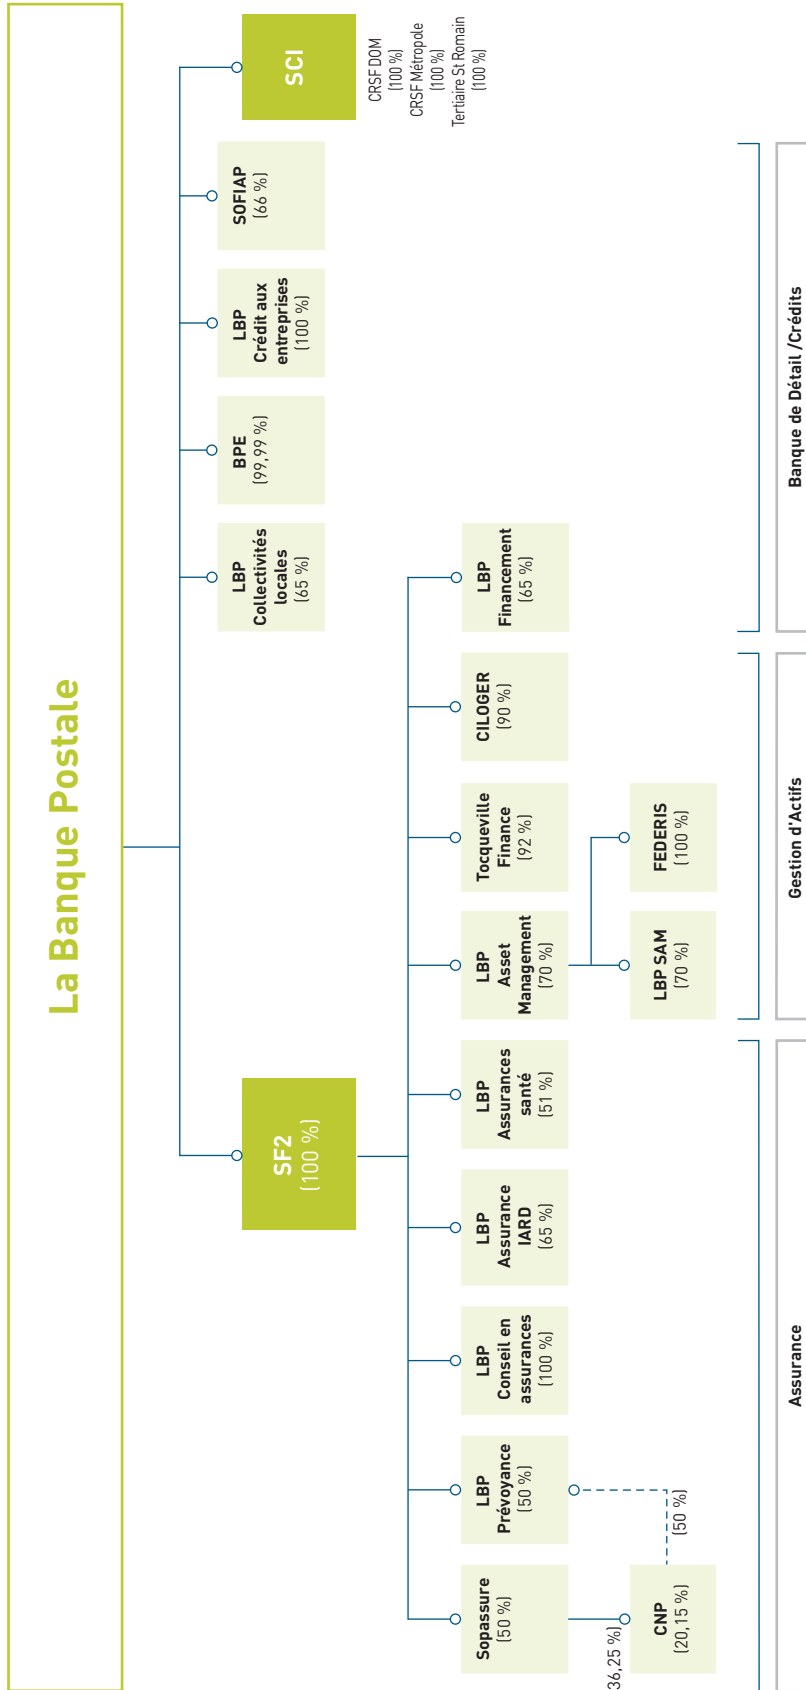 La Banque Postale
SF2
(100 %)
LBP
Collectivités
locales
(65 %)
BPE
(99,99 %)
LBP
Crédit aux
entreprises
(100 %)
SOFIAP
(66 %)
SCI
CRSF DOM
(100 %)
CRSF Métropole
(100 %)
Tertiaire St Romain
(100 %)
Sopassure
(50 %)
LBP
Prévoyance
(50 %)
LBP
Conseil en
assurances
(100 %)
LBP
Assurance
IARD
(65 %)
LBP
Assurances
santé
(51 %)
LBP
Asset
Management
(70 %)
Tocqueville
Finance
(92 %)
CILOGER
(90 %)
LBP
Financement
(65 %)
36,25 %)
CNP
(20,15 %)
(50 %)
LBP SAM
(70 %)
FEDERIS
(100 %)
Assurance
Gestion d'Actifs
Banque de Détail /Crédits